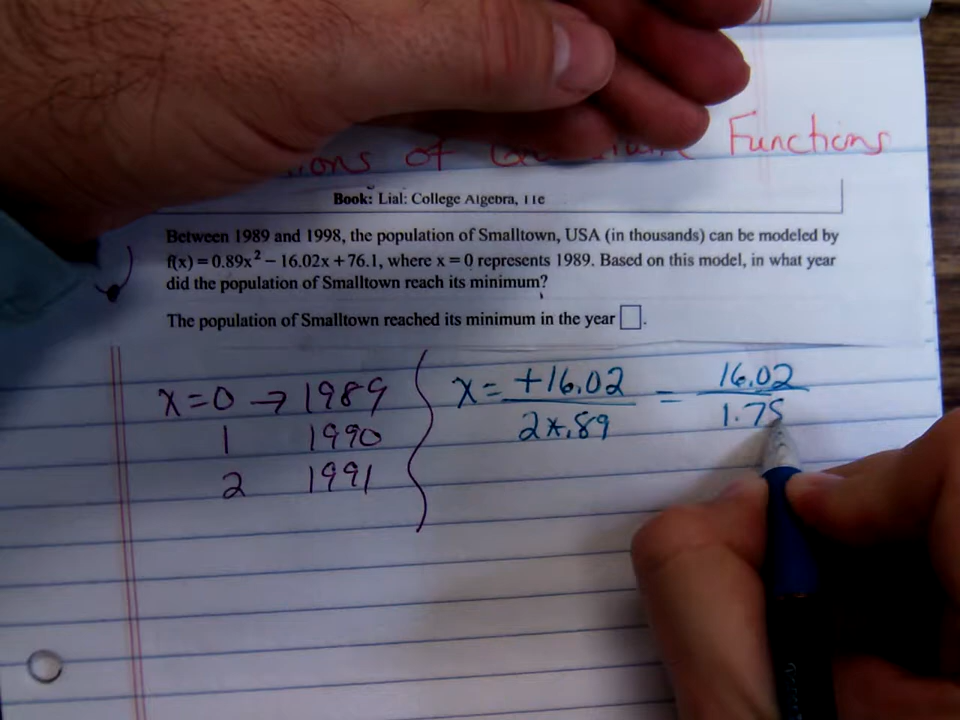 of Functions
Book: Lial: College Algebra, 11e
Between 1989 and 1998, the population of Smalltown, USA (in thousands) can be modeled by
f(x) = 0.89x² − 16.02x + 76.1, where x = 0 represents 1989. Based on this model, in what year
did the population of Smalltown reach its minimum?
The population of Smalltown reached its minimum in the year □.
x=0 → 1989
1 1990
2 1991
x = +16.02 / 2x.89 = 16.02 / 1.78